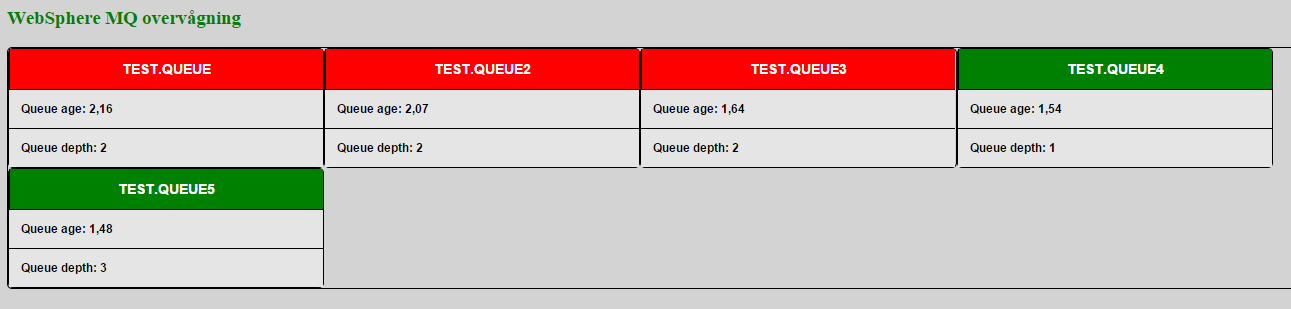 WebSphere MQ overvågning
TEST.QUEUE
Queue age: 2,16
Queue depth: 2
TEST.QUEUE2
Queue age: 2,07
Queue depth: 2
TEST.QUEUE3
Queue age: 1,64
Queue depth: 2
TEST.QUEUE4
Queue age: 1,54
Queue depth: 1
TEST.QUEUE5
Queue age: 1,48
Queue depth: 3